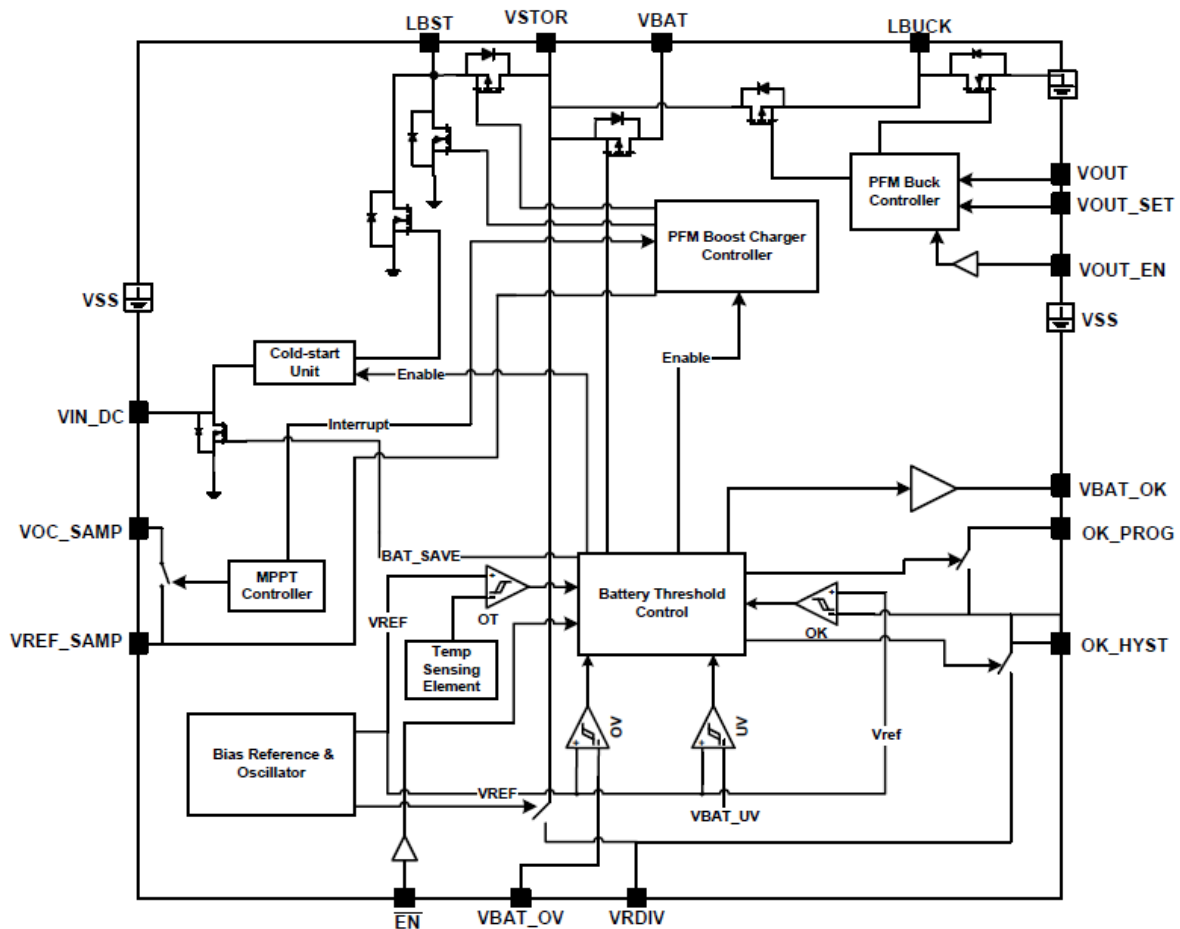 LBST
VSTOR
VBAT
LBUCK
PFM Buck
Controller
VOUT
VOUT_SET
VOUT_EN
PFM Boost Charger
Controller
VSS
VSS
Cold-start
Unit
Enable
Enable
VIN_DC
Interrupt
VBAT_OK
VOC_SAMP
OK_PROG
BAT_SAVE
MPPT
Controller
+
Battery Threshold
Control
+
VREF
OT
OK
VREF_SAMP
Temp
Sensing
Element
OK_HYST
Bias Reference &
Oscillator
+
OV
+
UV
Vref
VREF
VBAT_UV
EN
VBAT_OV
VRDIV